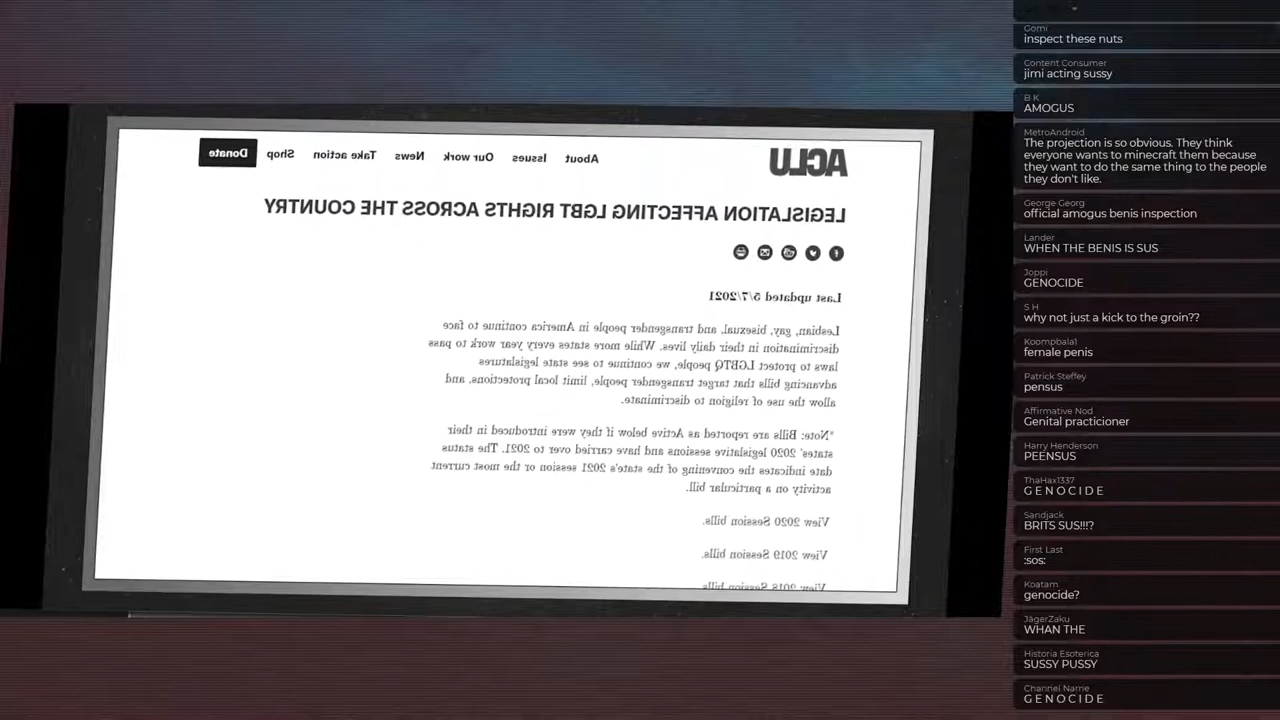 ACLU
About
Issues
Our work
News
Take action
Shop
Donate
LEGISLATION AFFECTING LGBT RIGHTS ACROSS THE COUNTRY
Last updated 5/7/2021
Lesbian, gay, bisexual, and transgender people in America continue to face
discrimination in their daily lives. While more states every year work to pass
laws to protect LGBTQ people, we continue to see state legislatures
advancing bills that target transgender people, limit local protections, and
allow the use of religion to discriminate.
*Note: Bills are reported as Active below if they were introduced in their
states' 2020 legislative sessions and have carried over to 2021. The status
date indicates the convening of the state's 2021 session or the most current
activity on a particular bill.
View 2020 Session bills.
View 2019 Session bills.
View 2018 Session bills
Gomi
inspect these nuts
Content Consumer
jimi acting sussy
B K
AMOGUS
MetroAndroid
The projection is so obvious. They think
everyone wants to minecraft them because
they want to do the same thing to the people
they don't like.
George Georg
official amogus benis inspection
Lander
WHEN THE BENIS IS SUS
Joppi
GENOCIDE
S H
why not just a kick to the groin??
Koompbala1
female penis
Patrick Steffey
pensus
Affirmative Nod
Genital practicioner
Harry Henderson
PEENSUS
ThaHax1337
G E N O C I D E
Sandjack
BRITS SUS!!!?
First Last
:sos:
Koatam
genocide?
JägerZaku
WHAN THE
Historia Esoterica
SUSSY PUSSY
Channel Name
G E N O C I D E